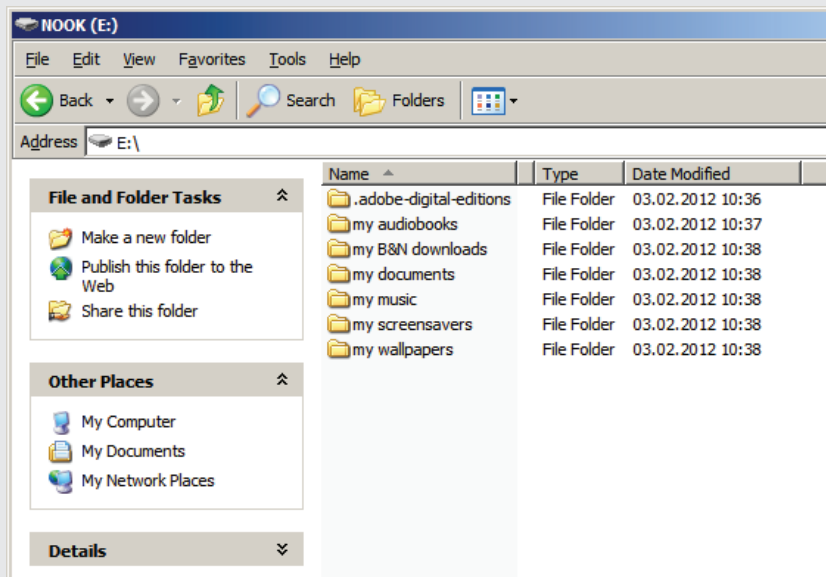 NOOK (E:)
File Edit View Favorites Tools Help
Back Search Folders
Address E:\
File and Folder Tasks
Make a new folder
Publish this folder to the
Web
Share this folder
Other Places
My Computer
My Documents
My Network Places
Details
Name Type Date Modified
.adobe-digital-editions File Folder 03.02.2012 10:36
my audiobooks File Folder 03.02.2012 10:37
my B&N downloads File Folder 03.02.2012 10:38
my documents File Folder 03.02.2012 10:38
my music File Folder 03.02.2012 10:38
my screensavers File Folder 03.02.2012 10:38
my wallpapers File Folder 03.02.2012 10:38